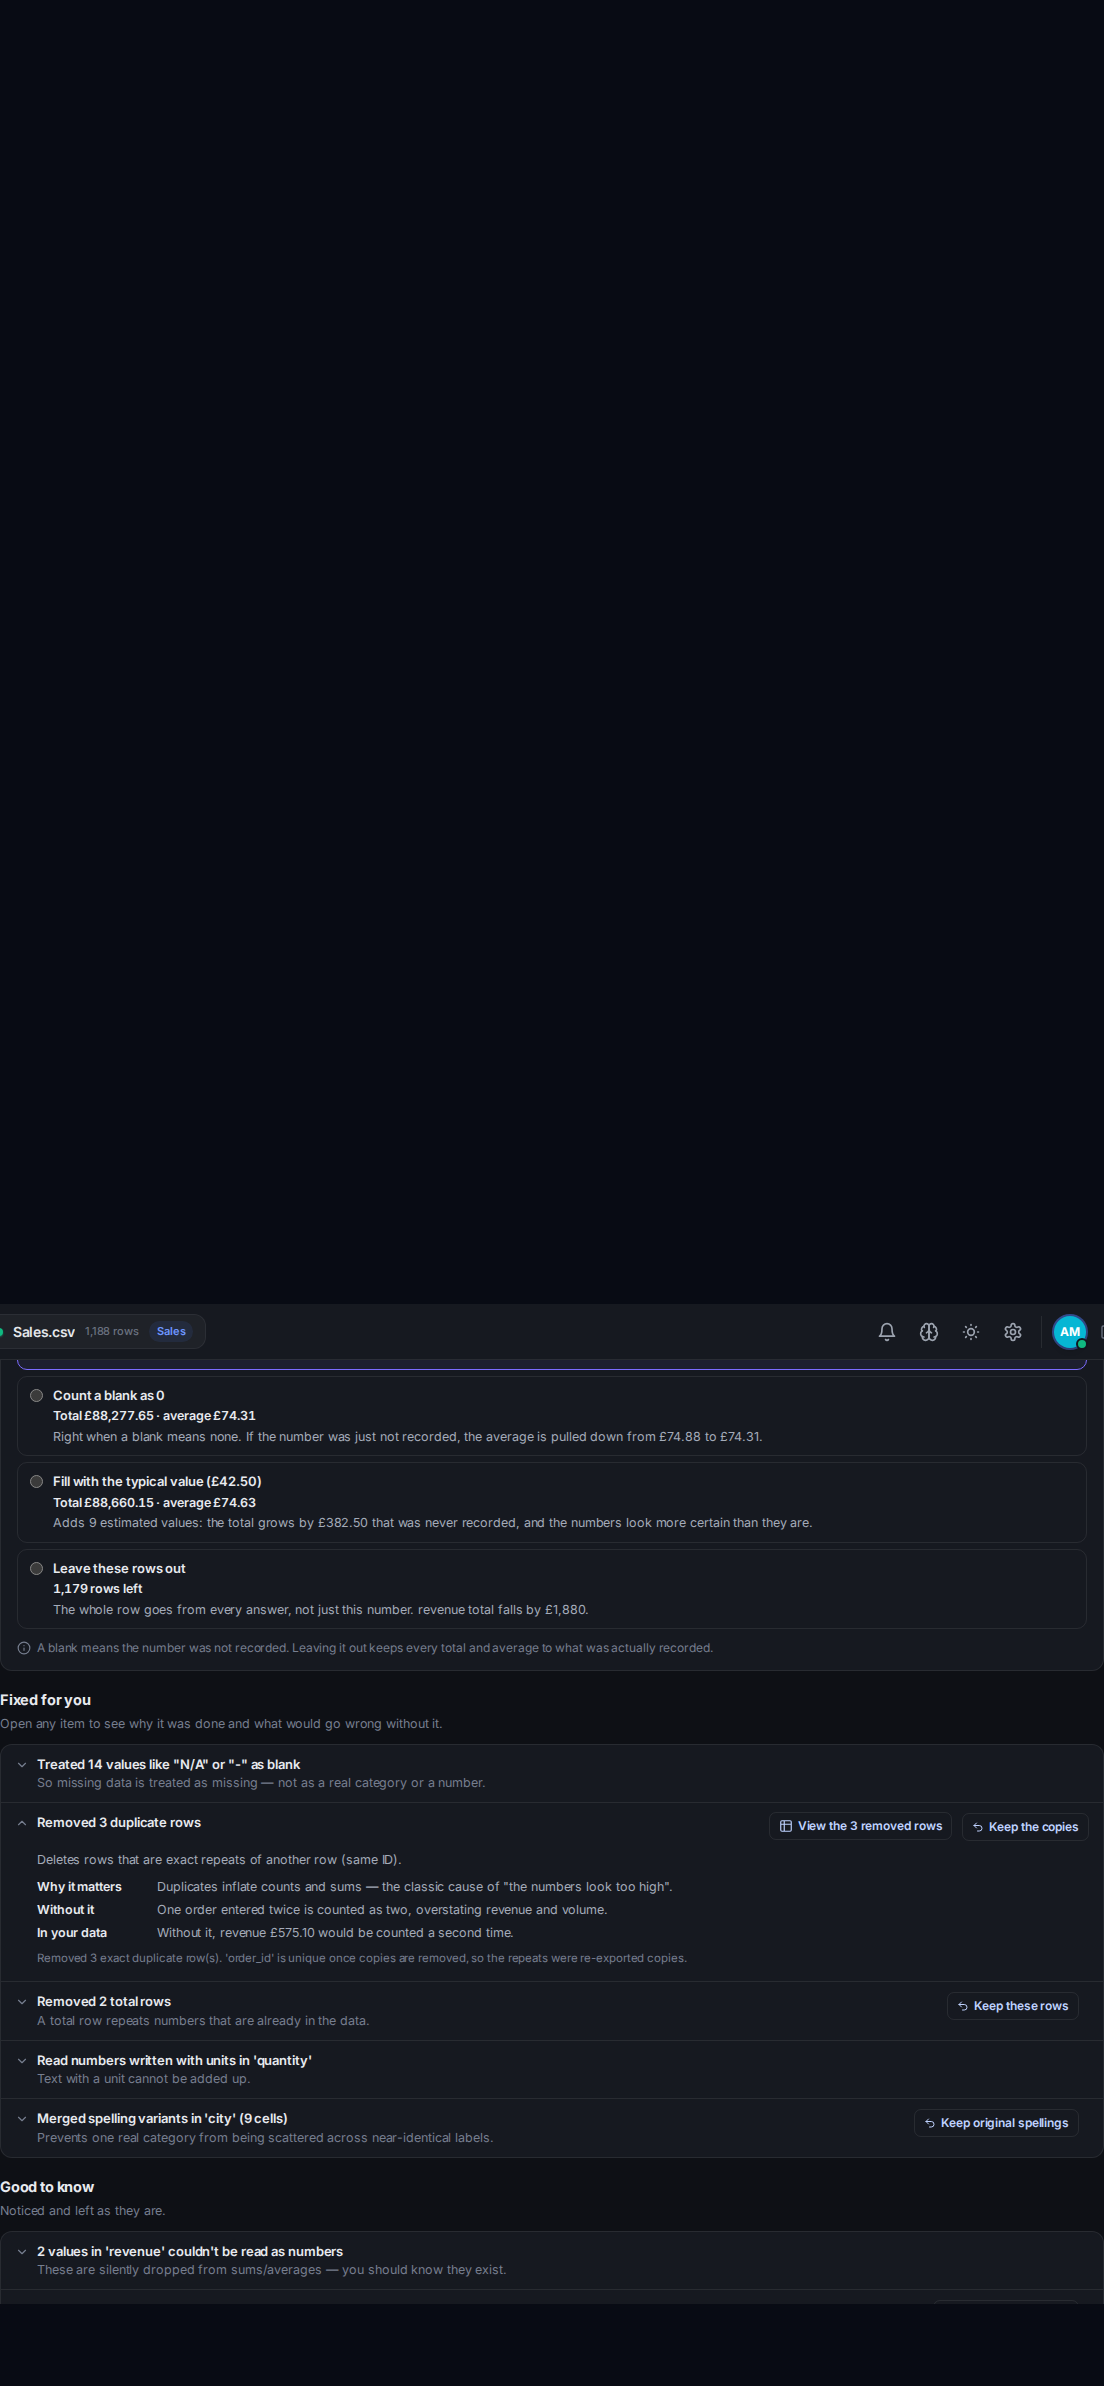 Sales.csv 1,188 rows Sales
AM
Count a blank as 0
Total £88,277.65 · average £74.31
Right when a blank means none. If the number was just not recorded, the average is pulled down from £74.88 to £74.31.
Fill with the typical value (£42.50)
Total £88,660.15 · average £74.63
Adds 9 estimated values: the total grows by £382.50 that was never recorded, and the numbers look more certain than they are.
Leave these rows out
1,179 rows left
The whole row goes from every answer, not just this number. revenue total falls by £1,880.
A blank means the number was not recorded. Leaving it out keeps every total and average to what was actually recorded.
Fixed for you
Open any item to see why it was done and what would go wrong without it.
Treated 14 values like "N/A" or "-" as blank
So missing data is treated as missing — not as a real category or a number.
Removed 3 duplicate rows
View the 3 removed rows
Keep the copies
Deletes rows that are exact repeats of another row (same ID).
Why it matters Duplicates inflate counts and sums — the classic cause of "the numbers look too high".
Without it One order entered twice is counted as two, overstating revenue and volume.
In your data Without it, revenue £575.10 would be counted a second time.
Removed 3 exact duplicate row(s). 'order_id' is unique once copies are removed, so the repeats were re-exported copies.
Removed 2 total rows
Keep these rows
A total row repeats numbers that are already in the data.
Read numbers written with units in 'quantity'
Text with a unit cannot be added up.
Merged spelling variants in 'city' (9 cells)
Keep original spellings
Prevents one real category from being scattered across near-identical labels.
Good to know
Noticed and left as they are.
2 values in 'revenue' couldn't be read as numbers
These are silently dropped from sums/averages — you should know they exist.